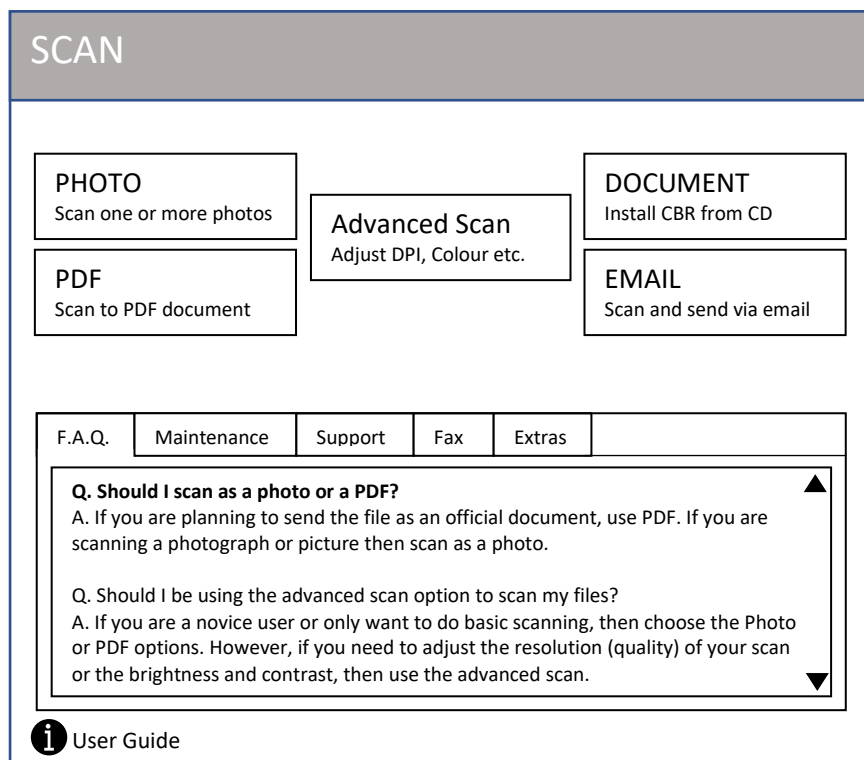 SCAN
PHOTO
Scan one or more photos
PDF
Scan to PDF document
Advanced Scan
Adjust DPI, Colour etc.
DOCUMENT
Install CBR from CD
EMAIL
Scan and send via email
F.A.Q.
Maintenance
Support
Fax
Extras
Q. Should I scan as a photo or a PDF?
A. If you are planning to send the file as an official document, use PDF. If you are
scanning a photograph or picture then scan as a photo.
Q. Should I be using the advanced scan option to scan my files?
A. If you are a novice user or only want to do basic scanning, then choose the Photo
or PDF options. However, if you need to adjust the resolution (quality) of your scan
or the brightness and contrast, then use the advanced scan.
i User Guide